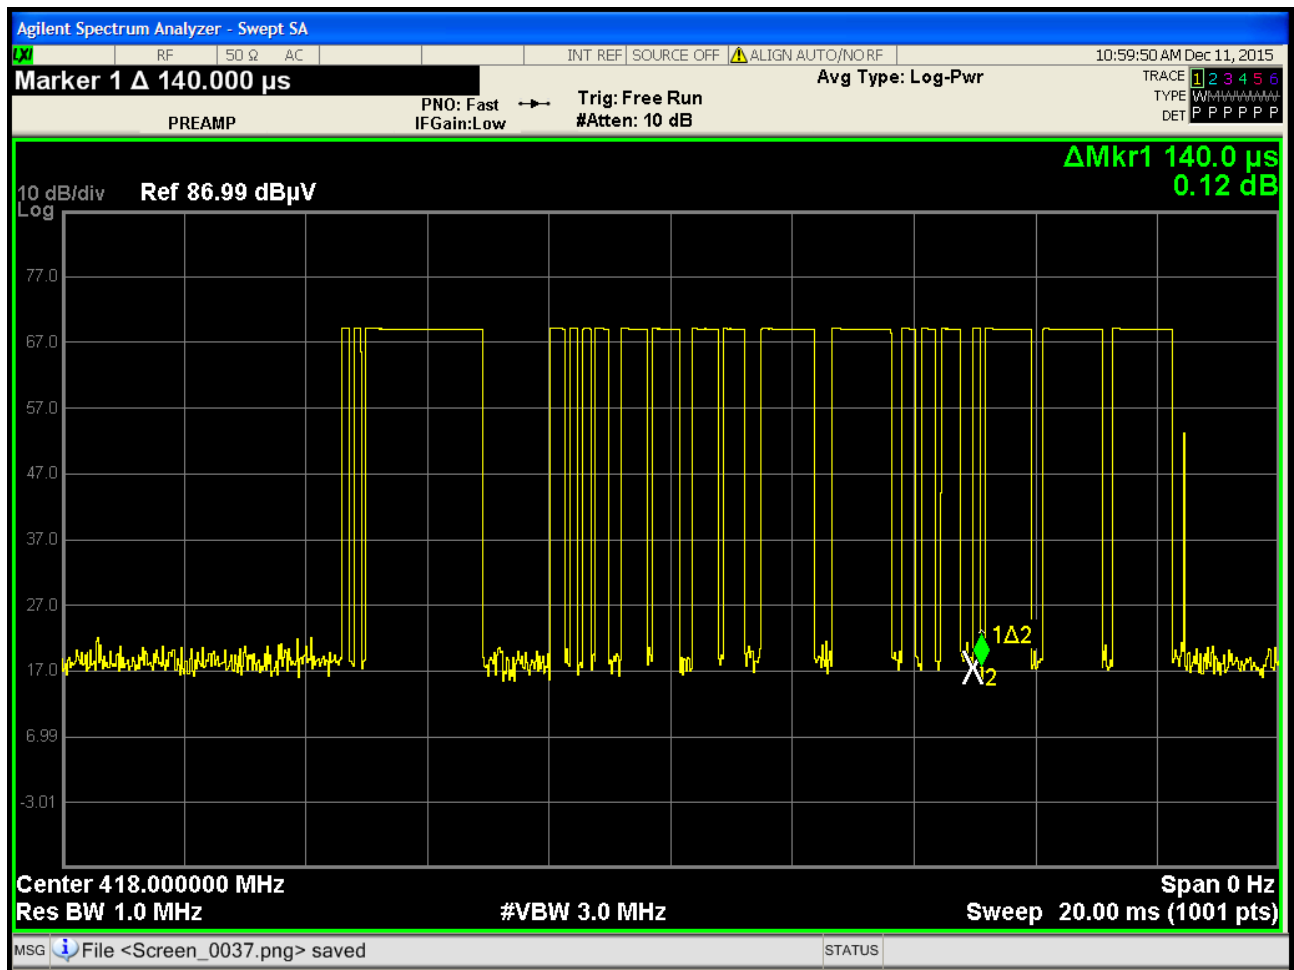 Agilent Spectrum Analyzer - Swept SA
LXI RF 50 Ω AC INT REF SOURCE OFF ALIGN AUTO/NO RF 10:59:50 AM Dec 11, 2015
Marker 1 Δ 140.000 µs
PREAMP
PNO: Fast
IFGain:Low
Trig: Free Run
#Atten: 10 dB
Avg Type: Log-Pwr
TRACE 1 2 3 4 5 6
TYPE WMWWWWW
DET P P P P P P
ΔMkr1 140.0 µs
0.12 dB
10 dB/div Ref 86.99 dBµV
Log
77.0
67.0
57.0
47.0
37.0
27.0
17.0
6.99
-3.01
1Δ2
2
Center 418.000000 MHz Span 0 Hz
Res BW 1.0 MHz #VBW 3.0 MHz Sweep 20.00 ms (1001 pts)
MSG File <Screen_0037.png> saved STATUS